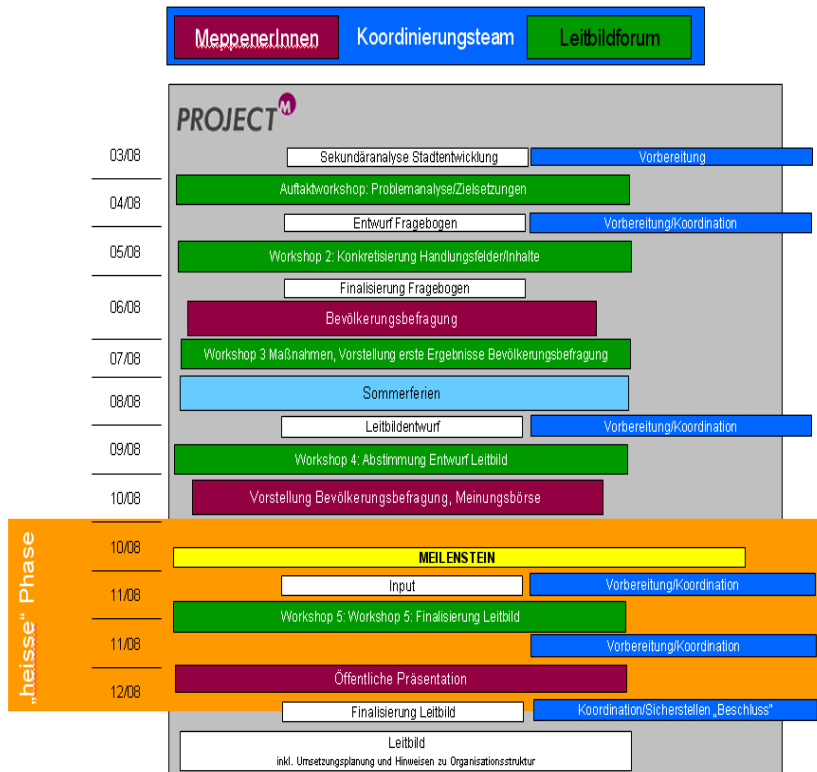 MeppenerInnen Koordinierungsteam Leitbildforum
PROJECT M
03/08 Sekundäranalyse Stadtentwicklung Vorbereitung
Auftaktworkshop: Problemanalyse/Zielsetzungen
04/08
Entwurf Fragebogen Vorbereitung/Koordination
05/08 Workshop 2: Konkretisierung Handlungsfelder/Inhalte
Finalisierung Fragebogen
06/08
Bevölkerungsbefragung
07/08 Workshop 3 Maßnahmen, Vorstellung erste Ergebnisse Bevölkerungsbefragung
Sommerferien
08/08
Leitbildentwurf Vorbereitung/Koordination
09/08
Workshop 4: Abstimmung Entwurf Leitbild
10/08 Vorstellung Bevölkerungsbefragung, Meinungsbörse
„heisse“ Phase
10/08
MEILENSTEIN
Input Vorbereitung/Koordination
11/08
Workshop 5: Workshop 5: Finalisierung Leitbild
11/08 Vorbereitung/Koordination
Öffentliche Präsentation
12/08
Finalisierung Leitbild Koordination/Sicherstellen „Beschluss“
Leitbild
inkl. Umsetzungsplanung und Hinweisen zu Organisationsstruktur